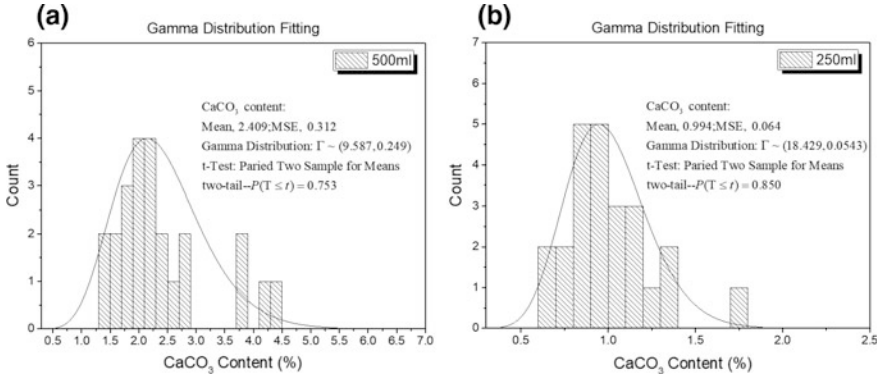 (a)
Gamma Distribution Fitting
500ml
CaCO3 content:
Mean, 2.409;MSE, 0.312
Gamma Distribution: Γ ~ (9.587,0.249)
t-Test: Paried Two Sample for Means
two-tail--P(T ≤ t) = 0.753
Count
6
5
4
3
2
1
0
0.5 1.0 1.5 2.0 2.5 3.0 3.5 4.0 4.5 5.0 5.5 6.0 6.5 7.0
CaCO3 Content (%)
(b)
Gamma Distribution Fitting
250ml
CaCO3 content:
Mean, 0.994;MSE, 0.064
Gamma Distribution: Γ ~ (18.429,0.0543)
t-Test: Paried Two Sample for Means
two-tail--P(T ≤ t) = 0.850
Count
7
6
5
4
3
2
1
0
0.5 1.0 1.5 2.0 2.5
CaCO3 Content (%)